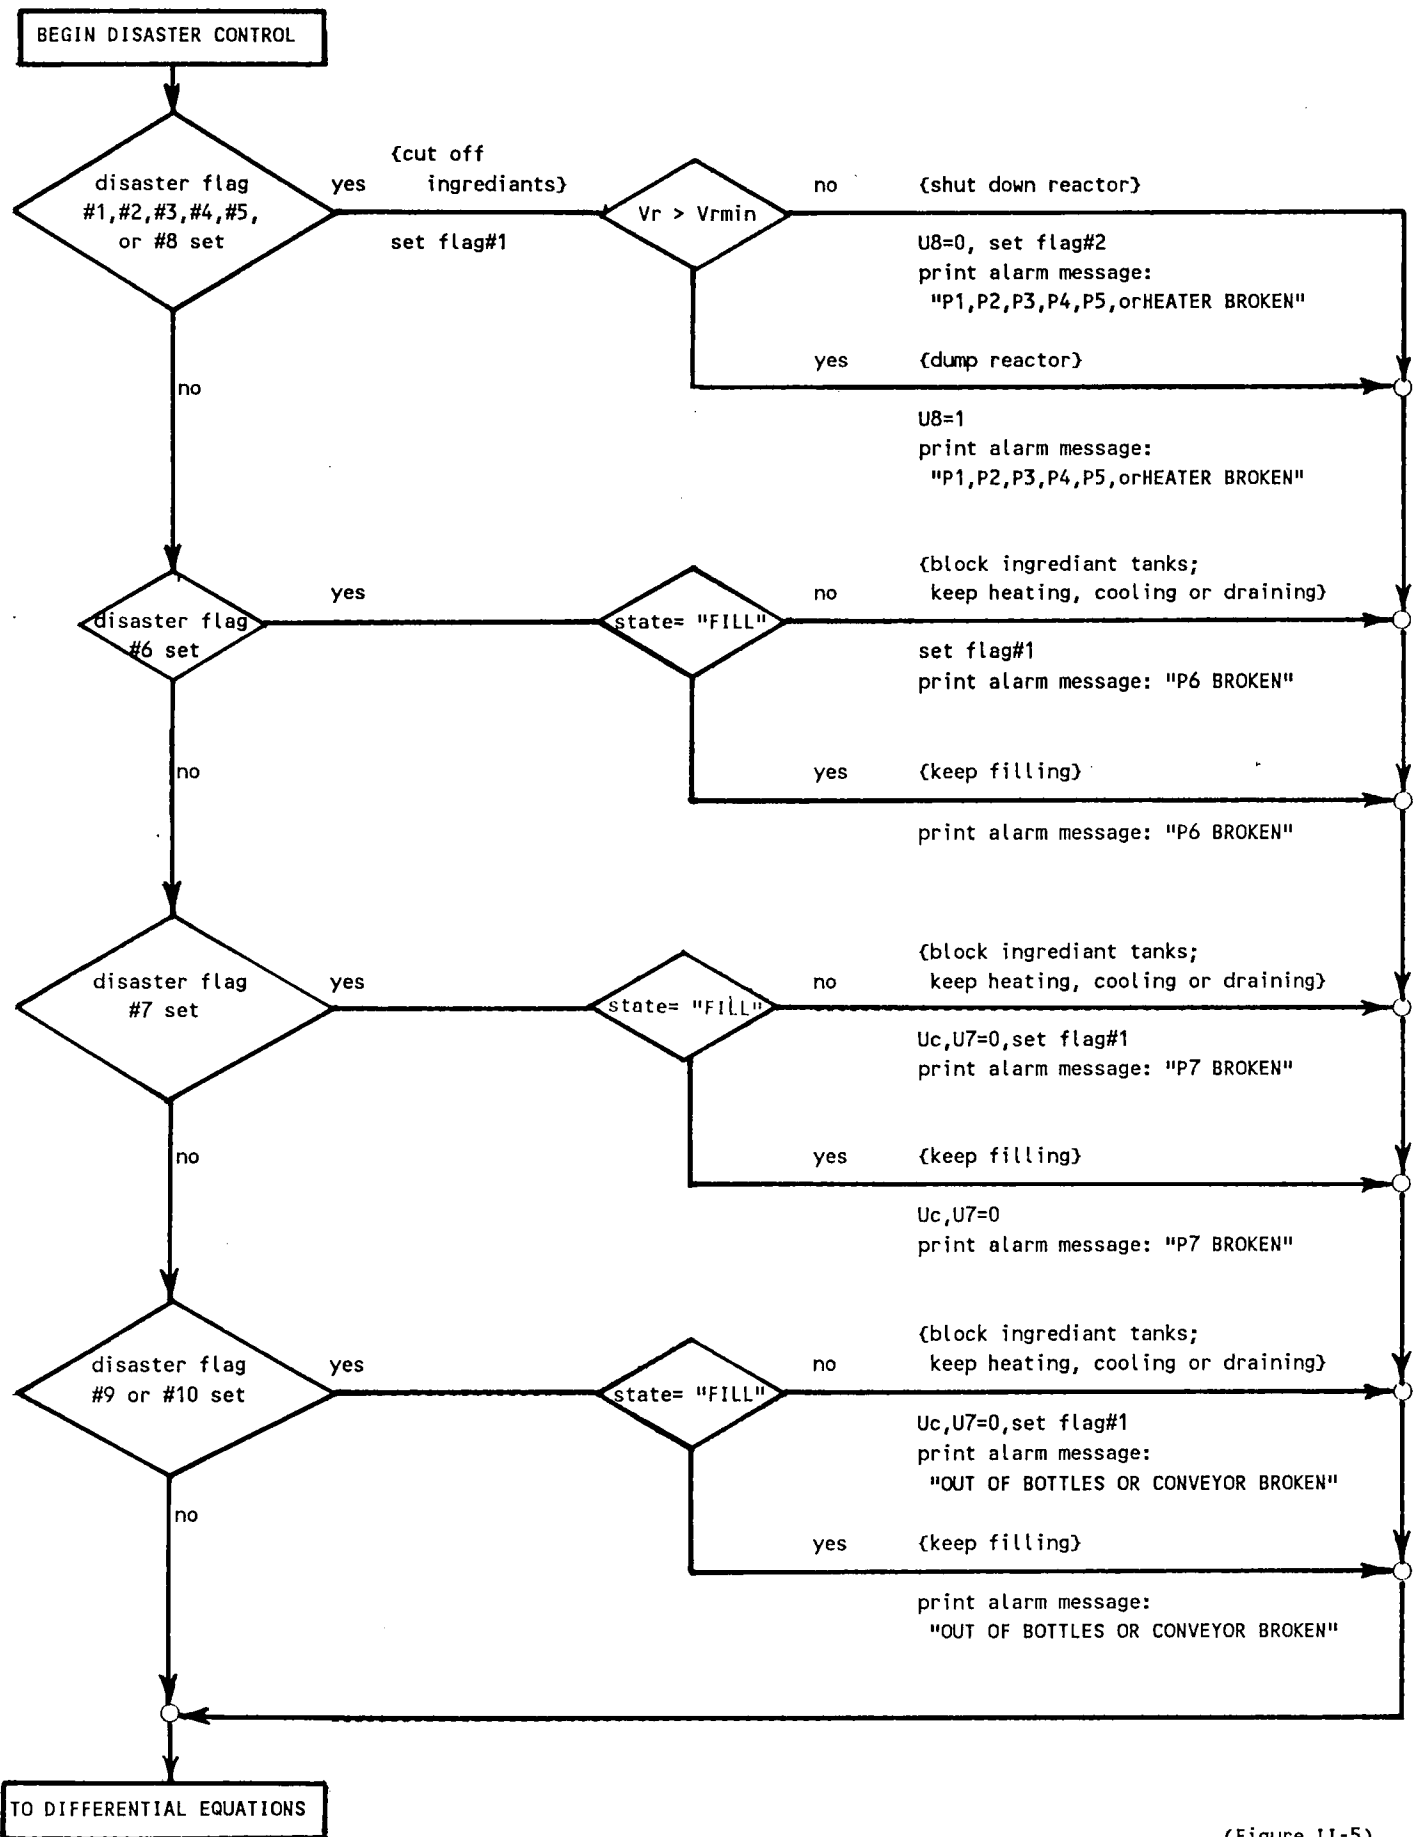 BEGIN DISASTER CONTROL
{cut off
ingrediants}
disaster flag
#1,#2,#3,#4,#5,
or #8 set
yes
set flag#1
Vr > Vrmin
no
{shut down reactor}
U8=0, set flag#2
print alarm message:
"P1,P2,P3,P4,P5,orHEATER BROKEN"
yes
{dump reactor}
U8=1
print alarm message:
"P1,P2,P3,P4,P5,orHEATER BROKEN"
no
disaster flag
#6 set
yes
state= "FILL"
no
{block ingrediant tanks;
keep heating, cooling or draining}
set flag#1
print alarm message: "P6 BROKEN"
yes
{keep filling}
print alarm message: "P6 BROKEN"
no
disaster flag
#7 set
yes
state= "FILL"
no
{block ingrediant tanks;
keep heating, cooling or draining}
Uc,U7=0,set flag#1
print alarm message: "P7 BROKEN"
yes
{keep filling}
Uc,U7=0
print alarm message: "P7 BROKEN"
no
disaster flag
#9 or #10 set
yes
state= "FILL"
no
{block ingrediant tanks;
keep heating, cooling or draining}
Uc,U7=0,set flag#1
print alarm message:
"OUT OF BOTTLES OR CONVEYOR BROKEN"
yes
{keep filling}
print alarm message:
"OUT OF BOTTLES OR CONVEYOR BROKEN"
no
TO DIFFERENTIAL EQUATIONS
(Figure II-5)